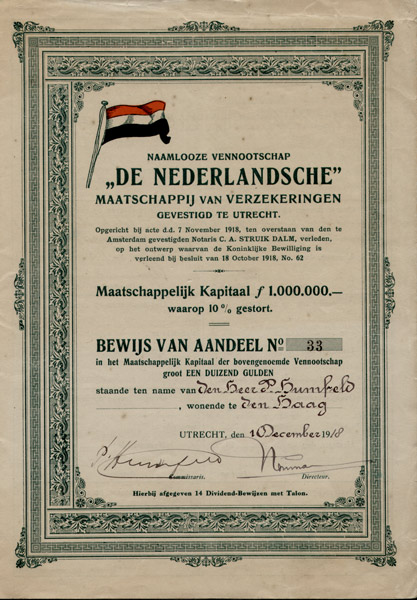 NAAMLOOZE VENNOOTSCHAP
„DE NEDERLANDSCHE”
MAATSCHAPPIJ VAN VERZEKERINGEN
GEVESTIGD TE UTRECHT.
Opgericht bij acte d.d. 7 November 1918, ten overstaan van den te
Amsterdam gevestigden Notaris C. A. STRUIK DALM, verleden,
op het ontwerp waarvan de Koninklijke Bewilliging is
verleend bij besluit van 18 October 1918, No. 62
Maatschappelijk Kapitaal f 1.000.000.—
waarop 10 % gestort.
BEWIJS VAN AANDEEL No 33
in het Maatschappelijk Kapitaal der bovengenoemde Vennootschap
groot EEN DUIZEND GULDEN
staande ten name van den Heer P. Humfeld
, wonende te den Haag
UTRECHT, den 10 December 1918
P. Humfeld
Commissaris. Directeur.
Hierbij afgegeven 14 Dividend-Bewijzen met Talon.